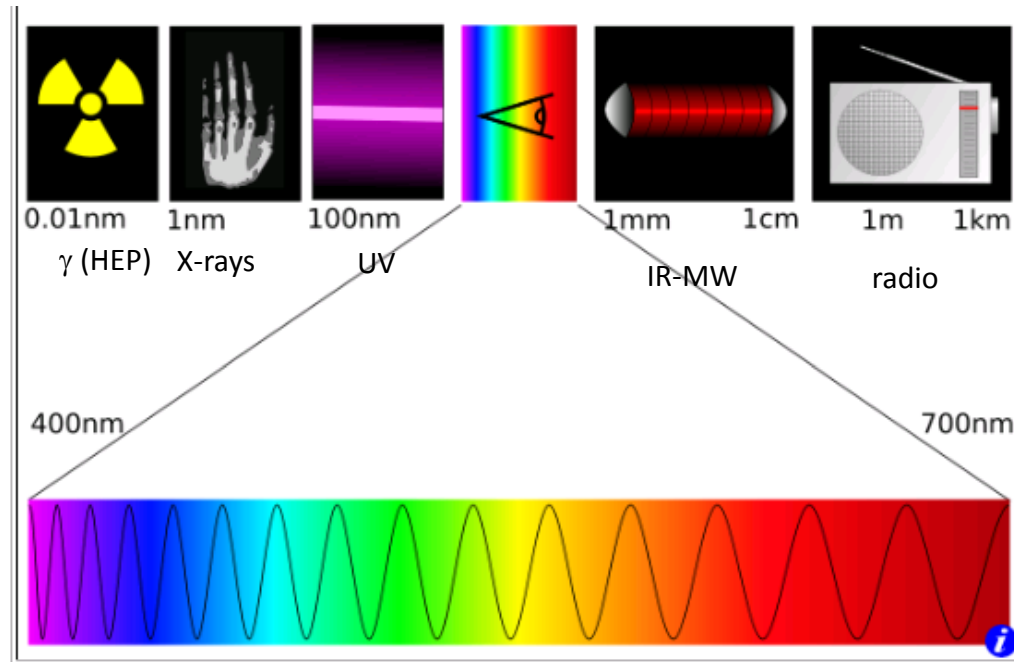 0.01nm 1nm 100nm 1mm 1cm 1m 1km
γ (HEP) X-rays UV IR-MW radio
400nm 700nm
i